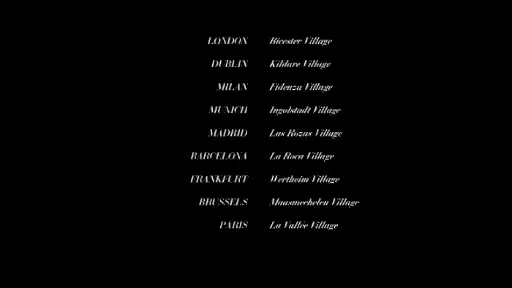 LONDON Bicester Village
DUBLIN Kildare Village
MILAN Fidenza Village
MUNICH Ingolstadt Village
MADRID Las Rozas Village
BARCELONA La Roca Village
FRANKFURT Wertheim Village
BRUSSELS Maasmechelen Village
PARIS La Vallée Village